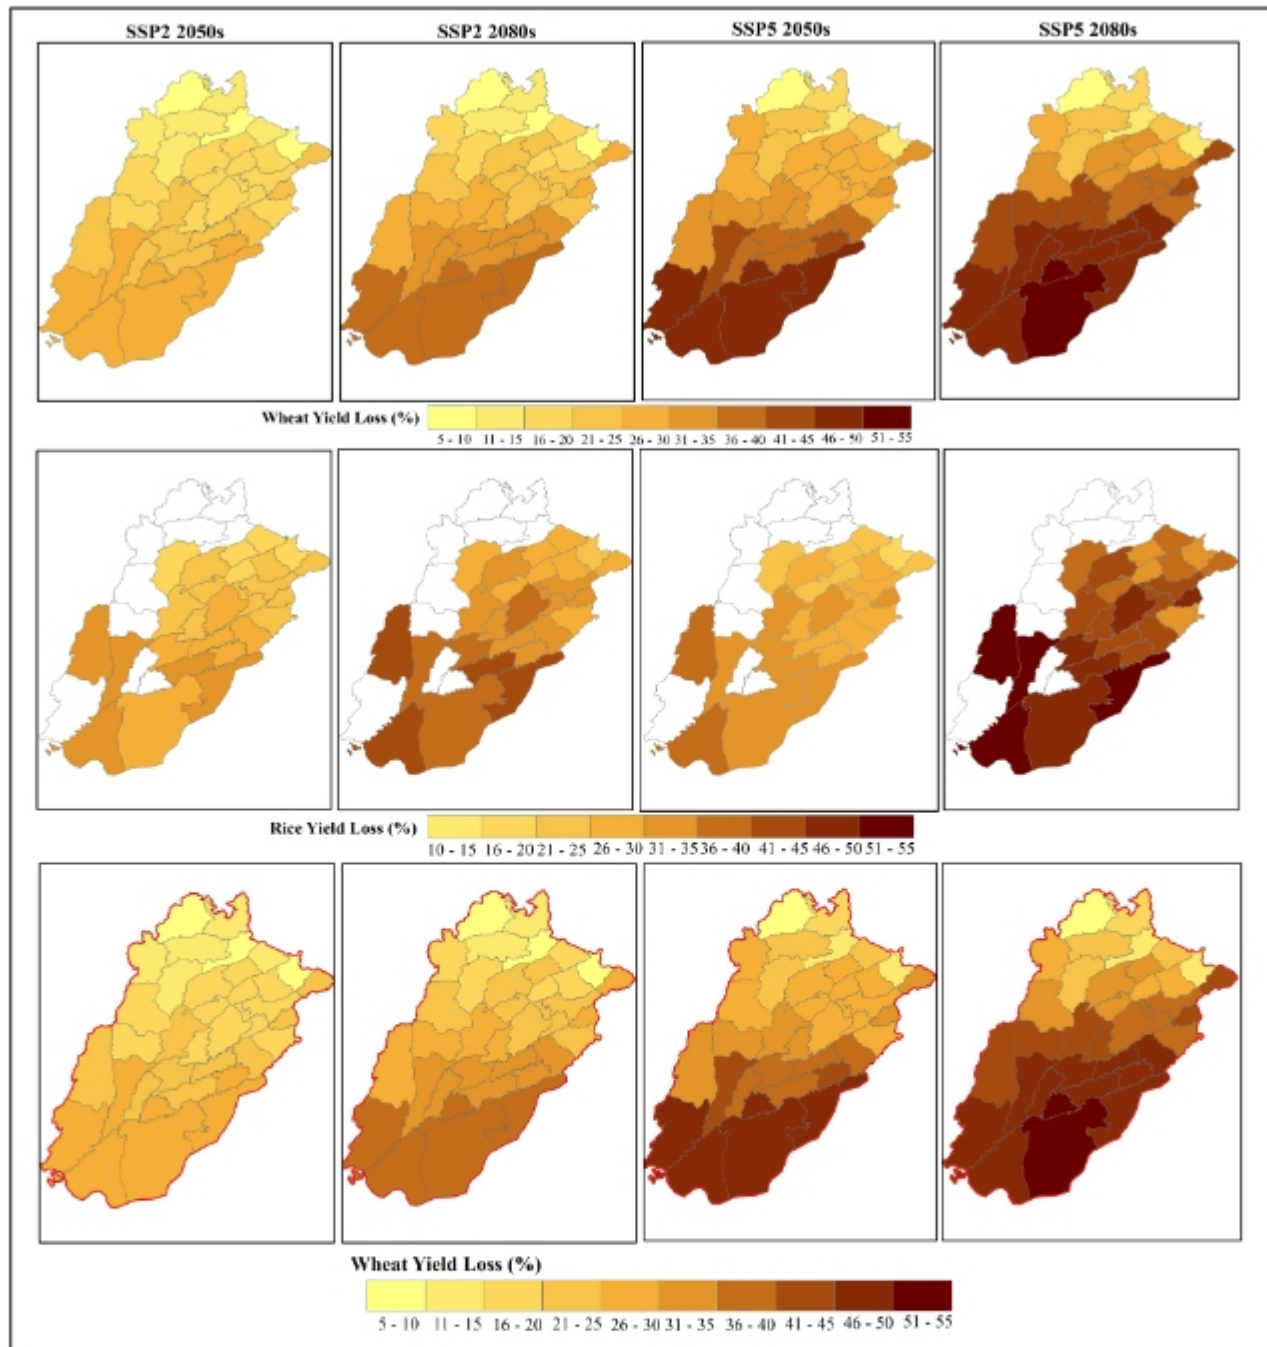 SSP2 2050s SSP2 2080s SSP5 2050s SSP5 2080s
Wheat Yield Loss (%)
5 - 10 11 - 15 16 - 20 21 - 25 26 - 30 31 - 35 36 - 40 41 - 45 46 - 50 51 - 55
Rice Yield Loss (%)
10 - 15 16 - 20 21 - 25 26 - 30 31 - 35 36 - 40 41 - 45 46 - 50 51 - 55
Wheat Yield Loss (%)
5 - 10 11 - 15 16 - 20 21 - 25 26 - 30 31 - 35 36 - 40 41 - 45 46 - 50 51 - 55